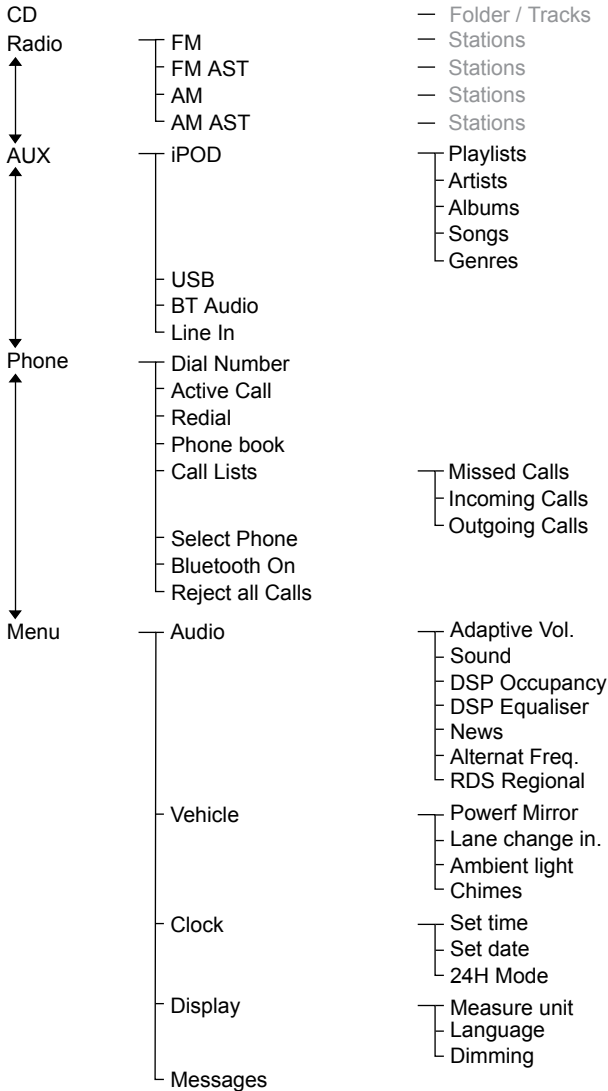 CD Folder / Tracks
Radio FM Stations
FM AST Stations
AM Stations
AM AST Stations
AUX iPOD Playlists
Artists
Albums
Songs
Genres
USB
BT Audio
Line In
Phone Dial Number
Active Call
Redial
Phone book
Call Lists Missed Calls
Incoming Calls
Outgoing Calls
Select Phone
Bluetooth On
Reject all Calls
Menu Audio Adaptive Vol.
Sound
DSP Occupancy
DSP Equaliser
News
Alternat Freq.
RDS Regional
Vehicle Powerf Mirror
Lane change in.
Ambient light
Chimes
Clock Set time
Set date
24H Mode
Display Measure unit
Language
Dimming
Messages